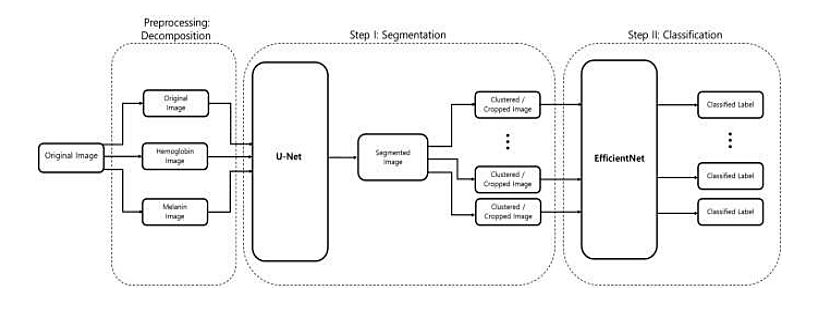 Preprocessing:
Decomposition
Step I: Segmentation
Step II: Classification
Original Image
Original
Image
Hemoglobin
Image
Melanin
Image
U-Net
Segmented
Image
Clustered /
Cropped Image
Clustered /
Cropped Image
Clustered /
Cropped Image
EfficientNet
Classified Label
Classified Label
Classified Label